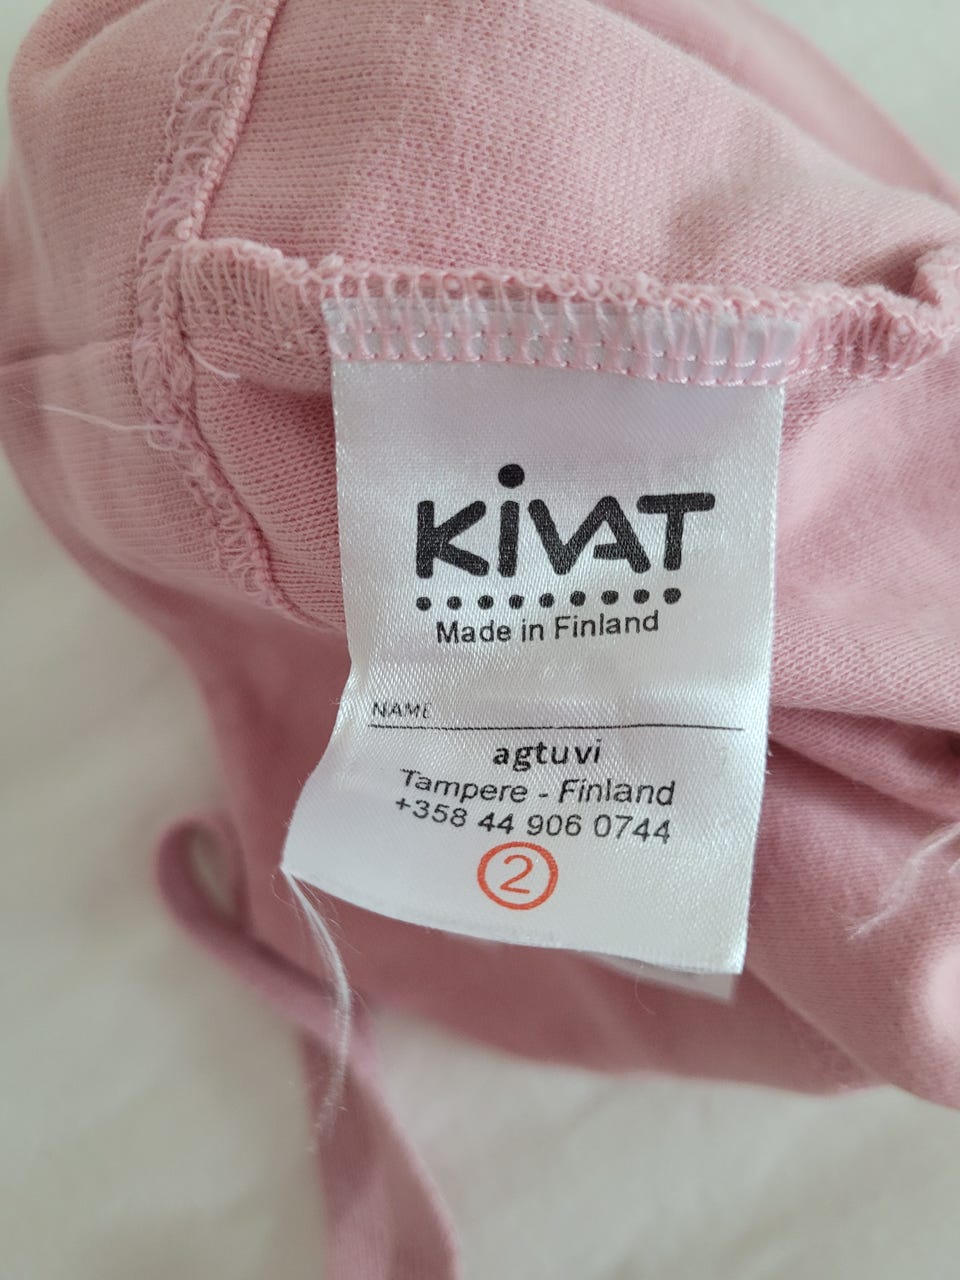 KiVAT
Made in Finland
NAME
agtuvi
Tampere - Finland
+358 44 906 0744
2